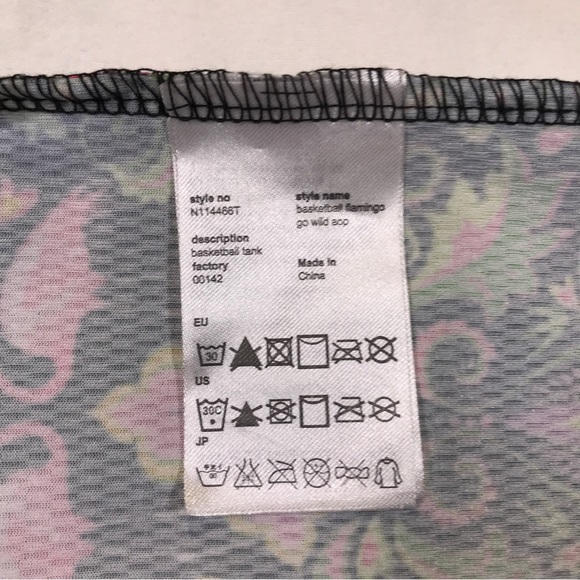 style no
N114466T
style name
basketball flamingo
go wild aop
description
basketball tank
factory
00142
Made in
China
EU
30
US
30C
JP